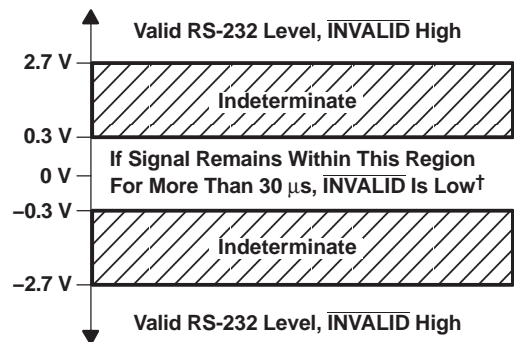 Valid RS-232 Level, INVALID High
2.7 V
Indeterminate
0.3 V
If Signal Remains Within This Region
0 V
For More Than 30 μs, INVALID Is Low†
−0.3 V
Indeterminate
−2.7 V
Valid RS-232 Level, INVALID High